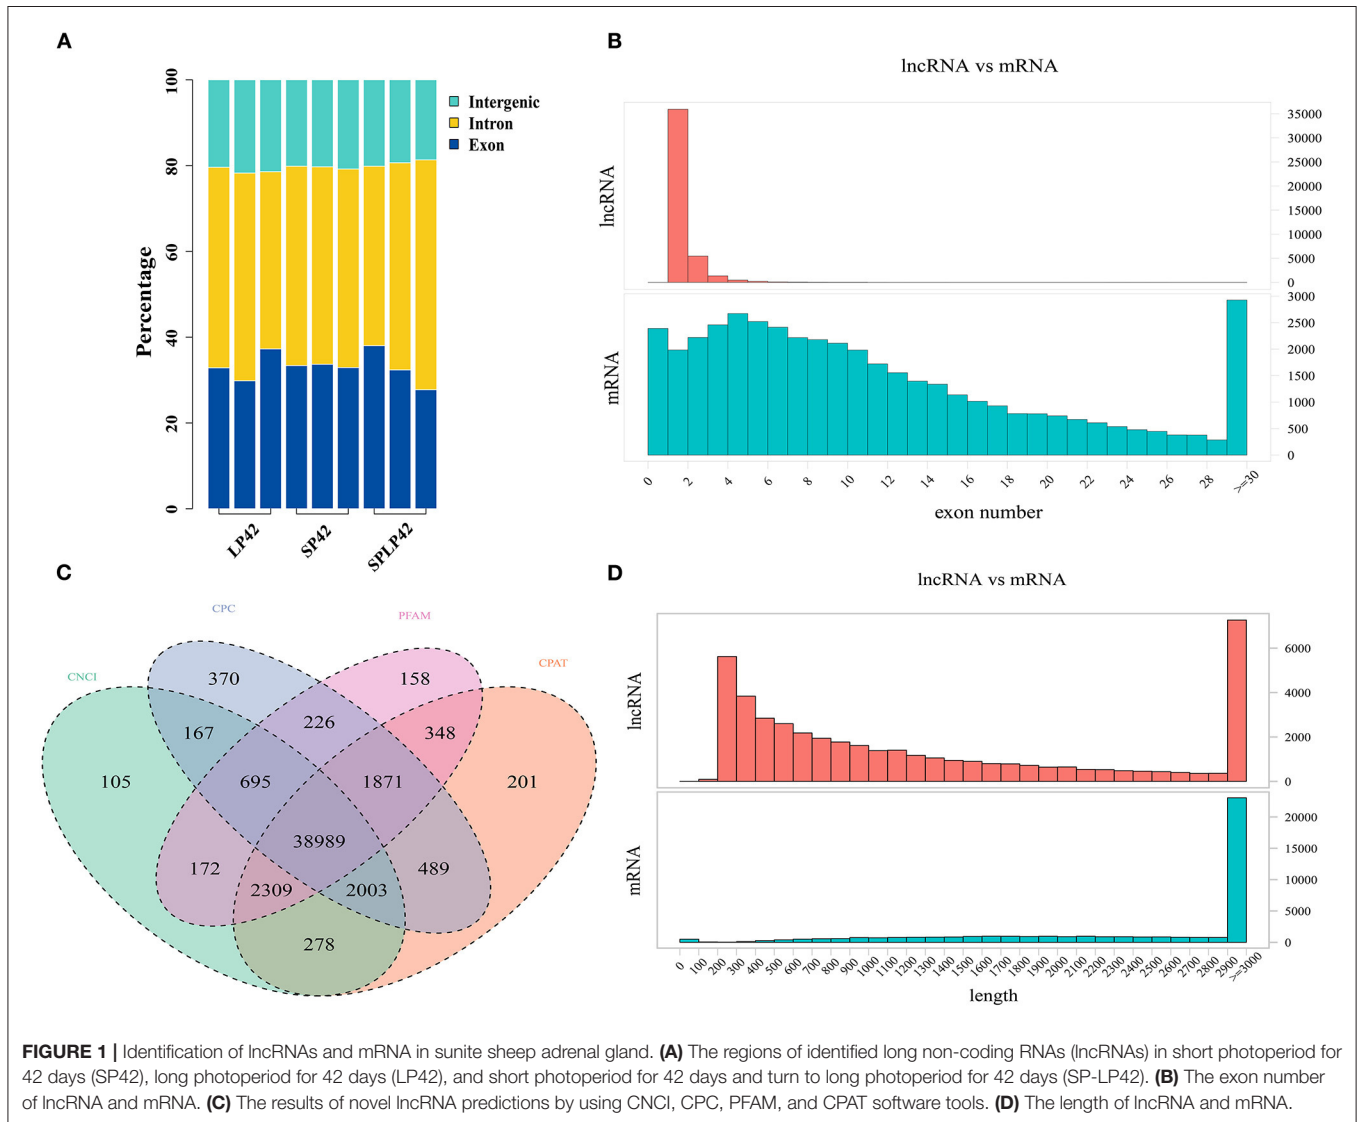 A
Percentage
100
80
60
40
20
0
Intergenic
Intron
Exon
LP42
SP42
SPLP42
B
lncRNA vs mRNA
lncRNA
35000
30000
25000
20000
15000
10000
5000
0
mRNA
3000
2500
2000
1500
1000
500
0
0 2 4 6 8 10 12 14 16 18 20 22 24 26 28 >=30
exon number
C
CPC
PFAM
CNCI
CPAT
370
158
226
167
348
105
695
1871
201
38989
172
489
2309
2003
278
D
lncRNA vs mRNA
lncRNA
6000
4000
2000
0
mRNA
20000
15000
10000
5000
0
0 100 200 300 400 500 600 700 800 900 1000 1100 1200 1300 1400 1500 1600 1700 1800 1900 2000 2100 2200 2300 2400 2500 2600 2700 2800 2900 >=3000
length
FIGURE 1 | Identification of lncRNAs and mRNA in sunite sheep adrenal gland. (A) The regions of identified long non-coding RNAs (lncRNAs) in short photoperiod for
42 days (SP42), long photoperiod for 42 days (LP42), and short photoperiod for 42 days and turn to long photoperiod for 42 days (SP-LP42). (B) The exon number
of lncRNA and mRNA. (C) The results of novel lncRNA predictions by using CNCI, CPC, PFAM, and CPAT software tools. (D) The length of lncRNA and mRNA.